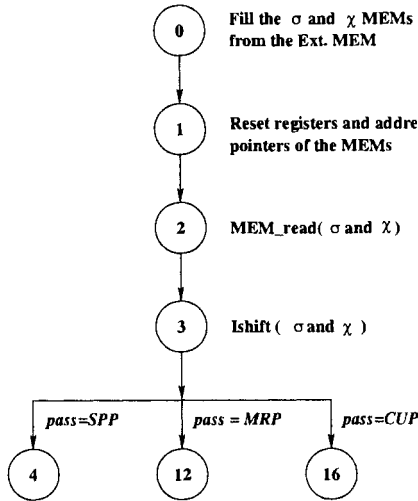 0
Fill the σ and χ MEMs
from the Ext. MEM
1
Reset registers and addre
pointers of the MEMs
2
MEM_read( σ and χ )
3
Ishift ( σ and χ )
pass=SPP
pass = MRP
pass=CUP
4
12
16